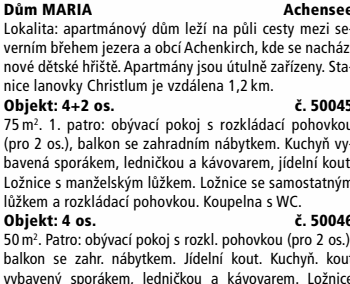 Dům MARIA Achensee
Lokalita: apartmánový dům leží na půli cesty mezi se-
verním břehem jezera a obcí Achenkirch, kde se nacház
nové dětské hřiště. Apartmány jsou útulně zařízeny. Sta-
nice lanovky Christlum je vzdálena 1,2 km.
Objekt: 4+2 os. č. 50045
75 m². 1. patro: obývací pokoj s rozkládací pohovkou
(pro 2 os.), balkon se zahradním nábytkem. Kuchyň vy-
bavená sporákem, ledničkou a kávovarem, jídelní kout
Ložnice s manželským lůžkem. Ložnice se samostatným
lůžkem a rozkládací pohovkou. Koupelna s WC.
Objekt: 4 os. č. 50046
50 m². Patro: obývací pokoj s rozkl. pohovkou (pro 2 os.)
balkon se zahr. nábytkem. Jídelní kout. Kuchyň. kout
vybavený sporákem, ledničkou a kávovarem. Ložnice